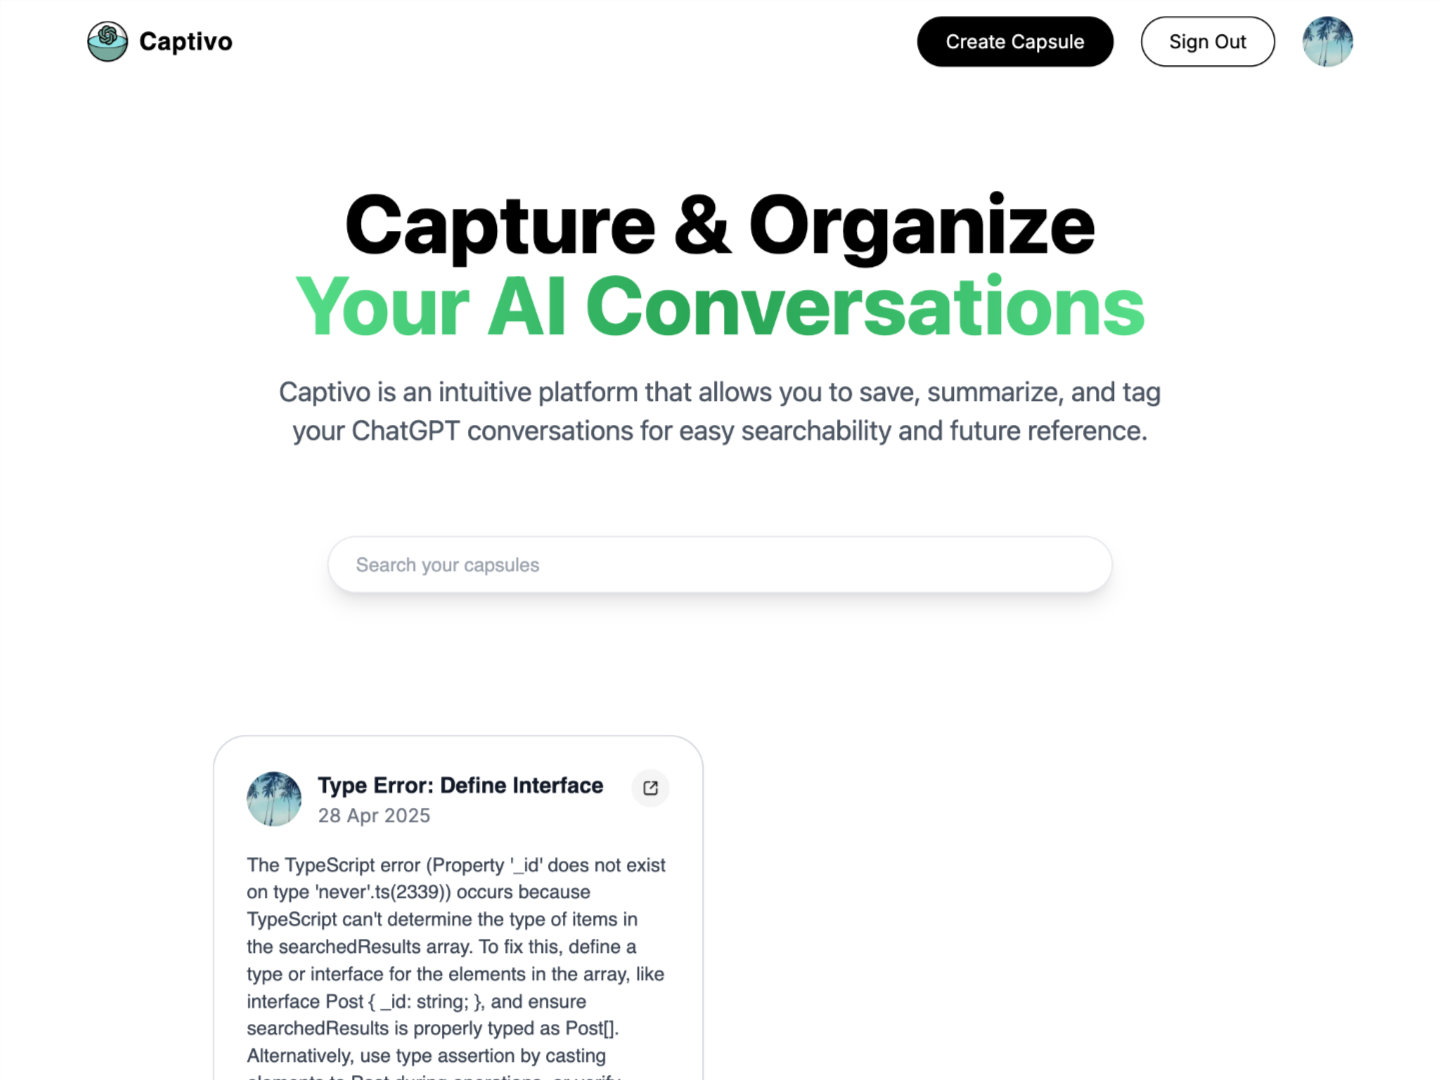 Captivo
Create Capsule
Sign Out
Capture & Organize
Your AI Conversations
Captivo is an intuitive platform that allows you to save, summarize, and tag
your ChatGPT conversations for easy searchability and future reference.
Search your capsules
Type Error: Define Interface
28 Apr 2025
The TypeScript error (Property '_id' does not exist
on type 'never'.ts(2339)) occurs because
TypeScript can't determine the type of items in
the searchedResults array. To fix this, define a
type or interface for the elements in the array, like
interface Post { _id: string; }, and ensure
searchedResults is properly typed as Post[].
Alternatively, use type assertion by casting